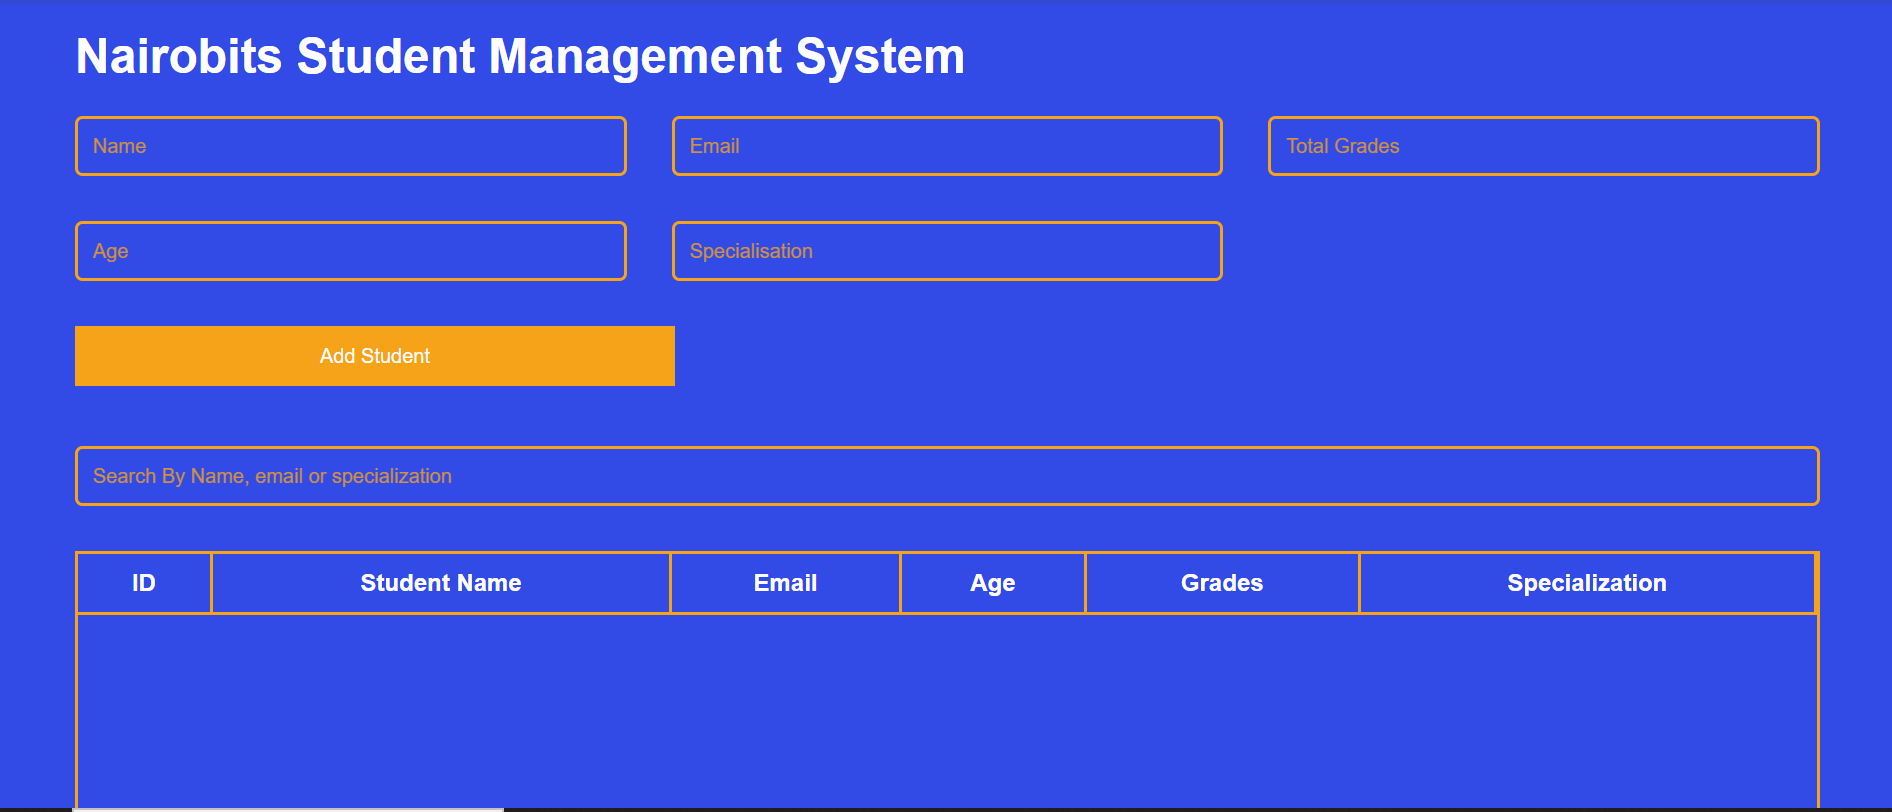 Nairobits Student Management System
Name Email Total Grades
Age Specialisation
Add Student
Search By Name, email or specialization
ID Student Name Email Age Grades Specialization